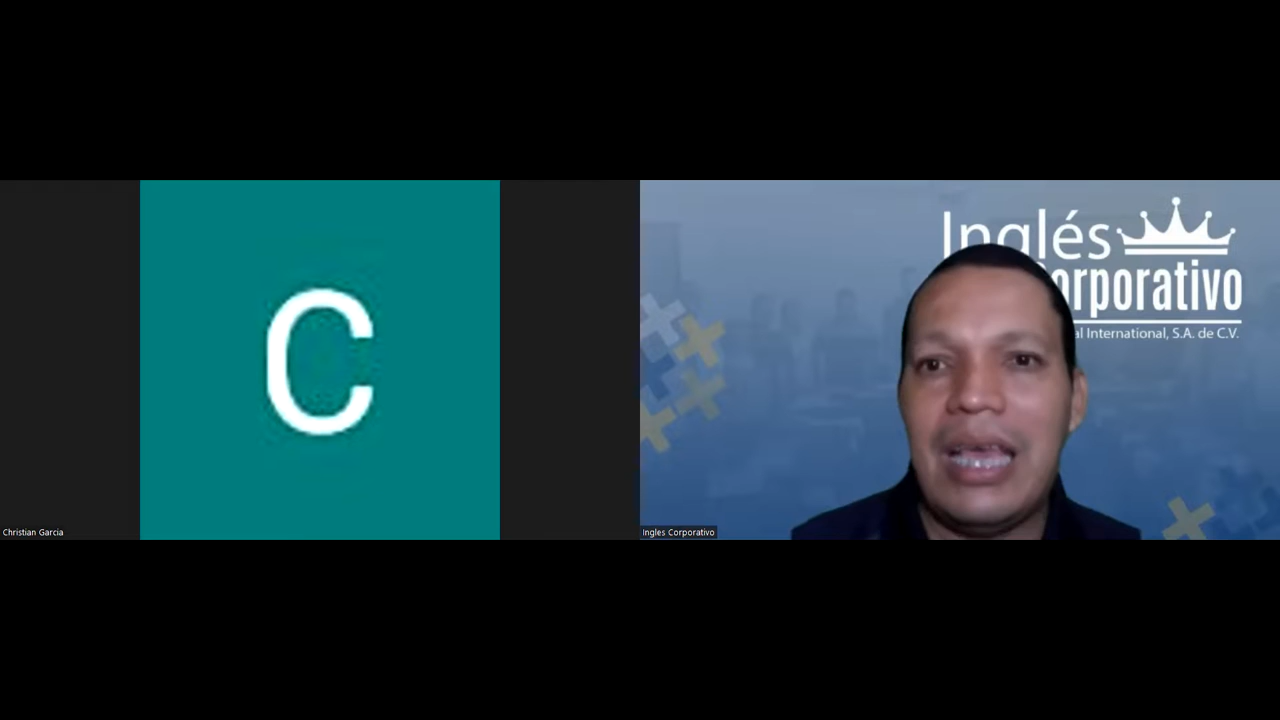 C
Christian Garcia
Inglés
orporativo
al International, S.A. de C.V.
Ingles Corporativo